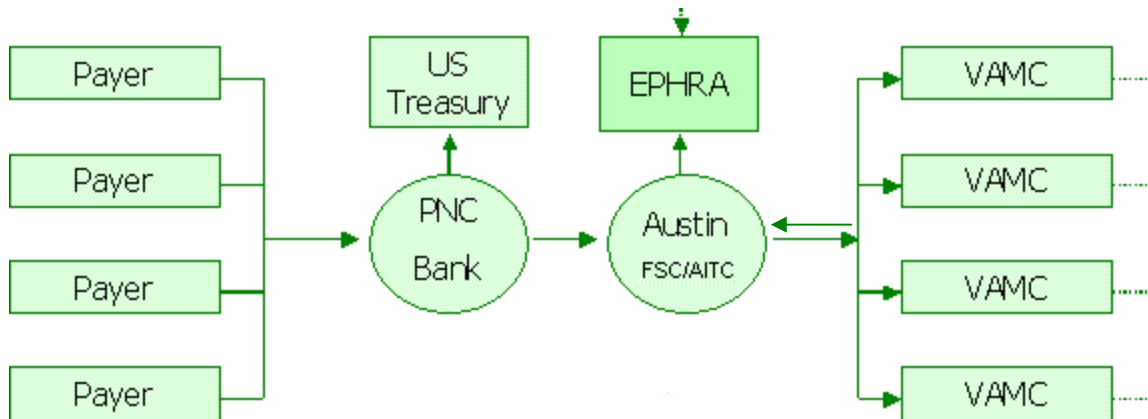 Payer
Payer
Payer
Payer
US
Treasury
PNC
Bank
EPHRA
Austin
FSC/AITC
VAMC
VAMC
VAMC
VAMC